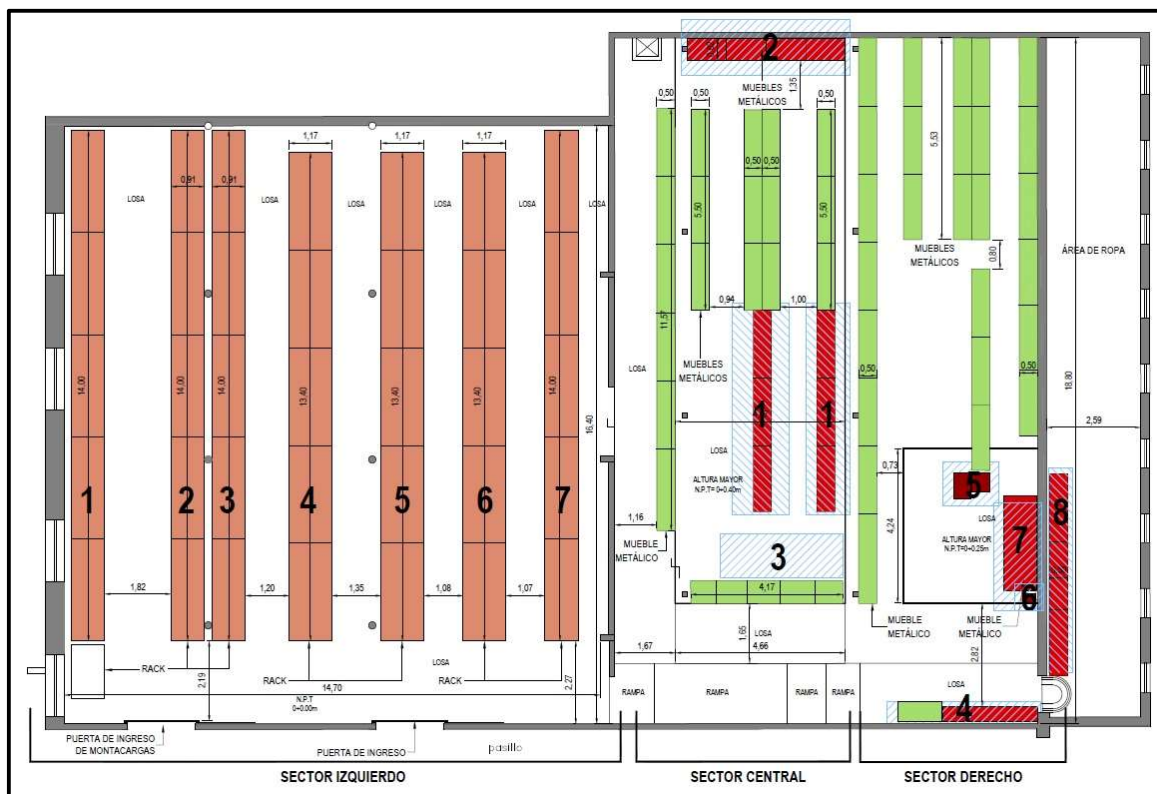 2
0,50
0,50
0,50
1,35
MUEBLES
METÁLICOS
1,17
1,17
1,17
0,91
0,91
LOSA
LOSA
LOSA
LOSA
LOSA
LOSA
LOSA
0,50
0,50
5,50
5,50
5,53
MUEBLES
METÁLICOS
0,80
ÁREA DE ROPA
0,94
1,00
11,57
MUEBLES
METÁLICOS
LOSA
14,00
14,00
14,00
13,40
13,40
13,40
14,00
16,40
0,50
0,50
18,80
2,59
1
2
3
4
5
6
7
1
1
LOSA
ALTURA MAYOR
N.P.T= 0+0.40m
0,73
5
LOSA
ALTURA MAYOR
N.P.T=0+0.25m
7
8
6
4,24
1,16
MUEBLE
METÁLICO
3
4,17
1,82
1,20
1,35
1,08
1,07
MUEBLE
METÁLICO
MUEBLE
METÁLICO
2,82
1,65
LOSA
LOSA
1,67
4,66
RACK
RACK
RACK
LOSA
2,19
14,70
N.P.T
0+0.00m
2,27
RAMPA
RAMPA
RAMPA
RAMPA
LOSA
4
PUERTA DE INGRESO
DE MONTACARGAS
PUERTA DE INGRESO
pasillo
SECTOR IZQUIERDO
SECTOR CENTRAL
SECTOR DERECHO